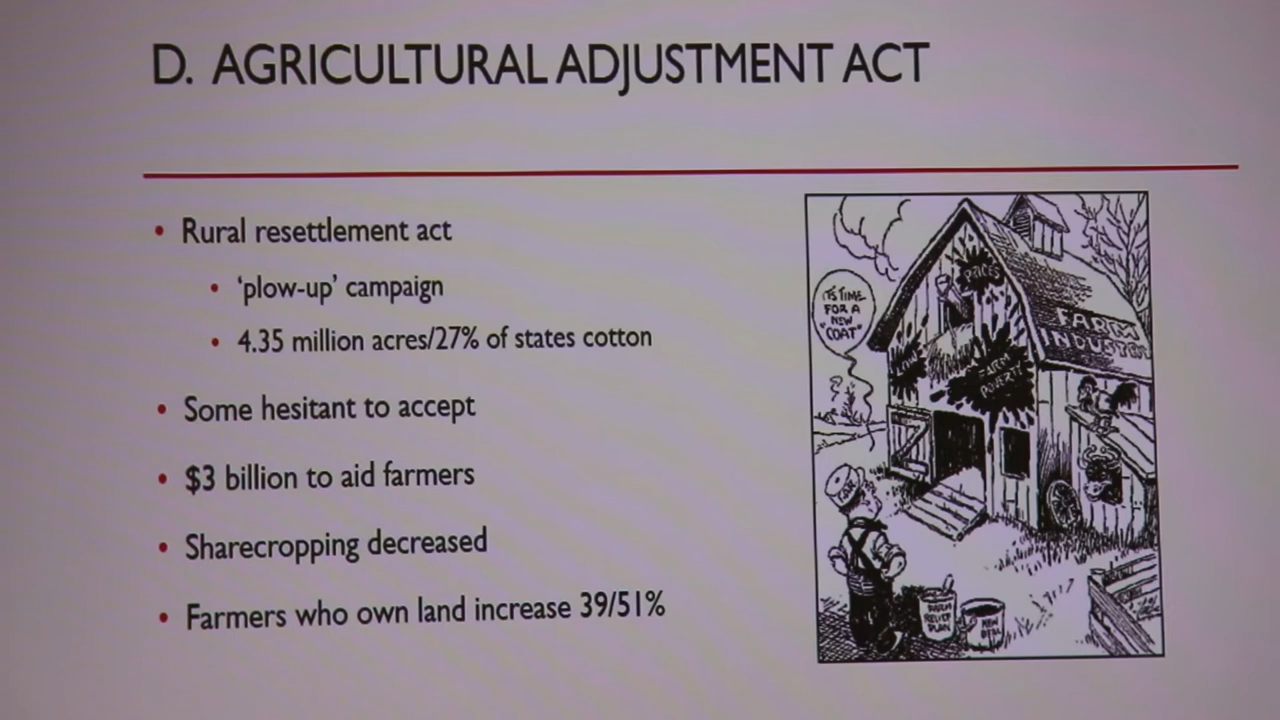 D. AGRICULTURAL ADJUSTMENT ACT
• Rural resettlement act
• ‘plow-up’ campaign
• 4.35 million acres/27% of states cotton
• Some hesitant to accept
• $3 billion to aid farmers
• Sharecropping decreased
• Farmers who own land increase 39/51%
IT'S TIME
FOR A
NEW
"COAT"
PRICES
FARM
INDUSTRY
FARM
POVERTY
FARM
RELIEF
PLAN
NEW
DEAL